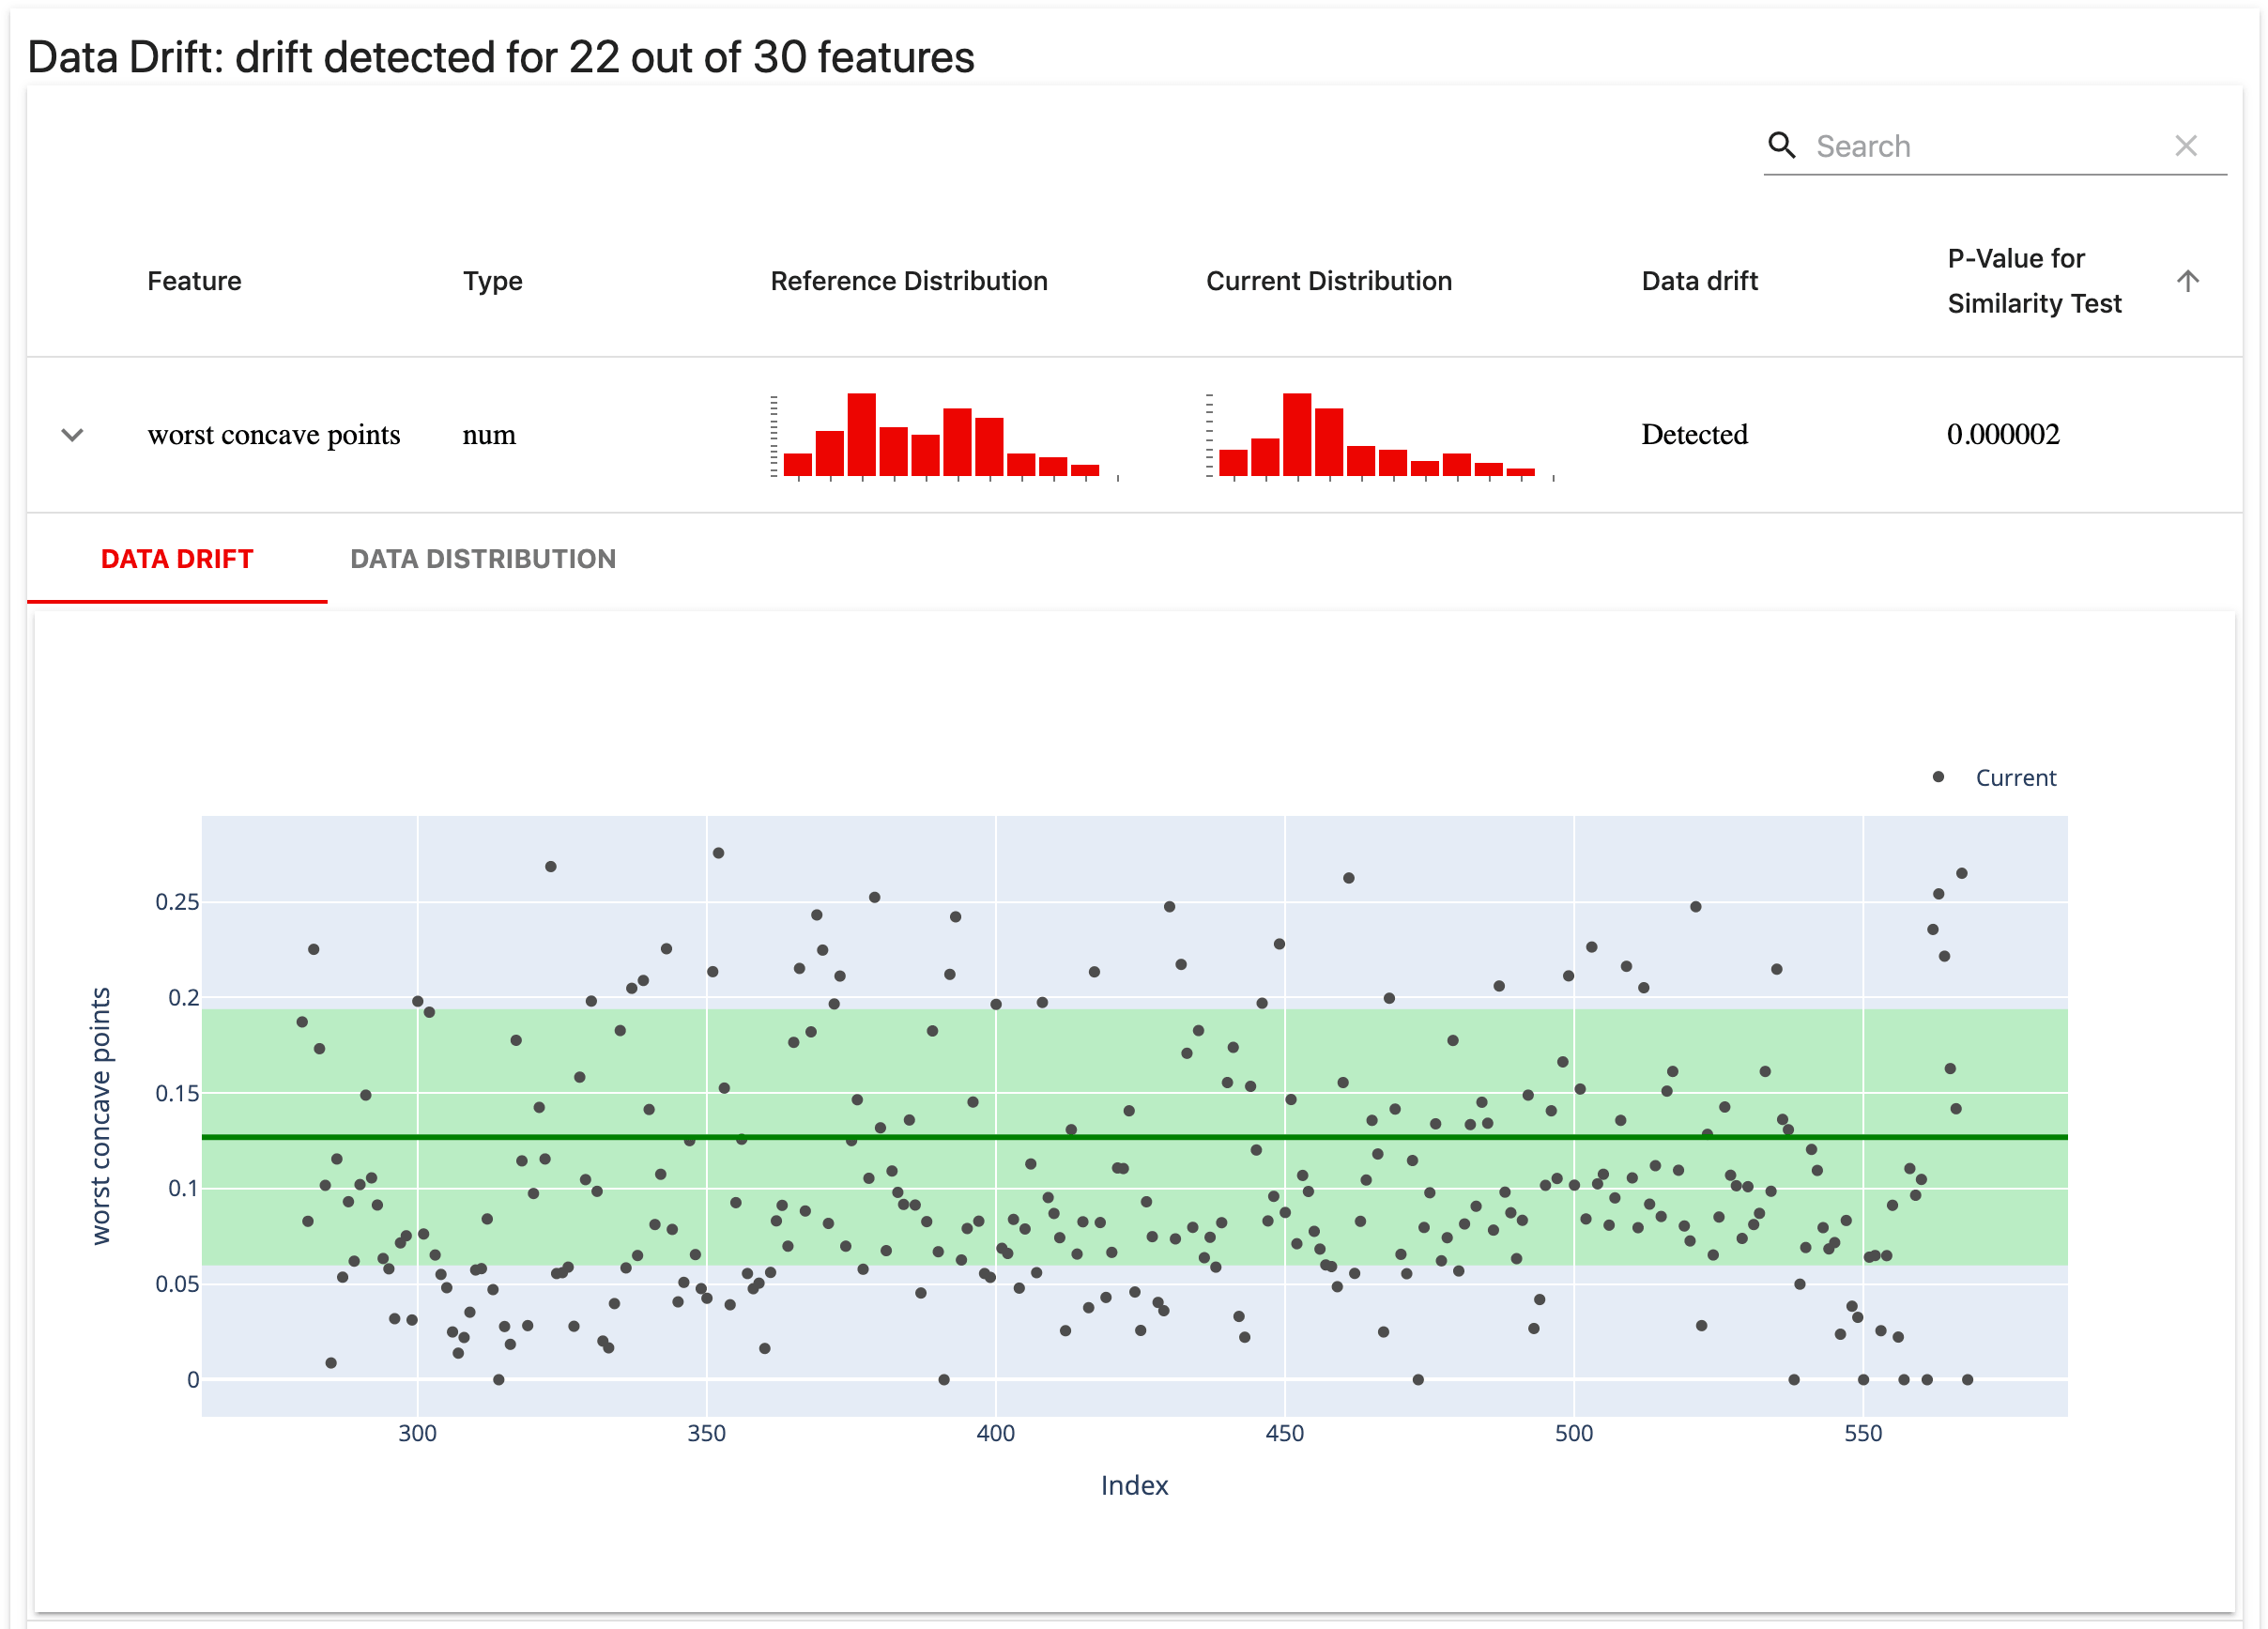 Data Drift: drift detected for 22 out of 30 features
Search
Feature
Type
Reference Distribution
Current Distribution
Data drift
P-Value for
Similarity Test
worst concave points
num
Detected
0.000002
DATA DRIFT
DATA DISTRIBUTION
Current
worst concave points
0.25
0.2
0.15
0.1
0.05
0
300
350
400
450
500
550
Index